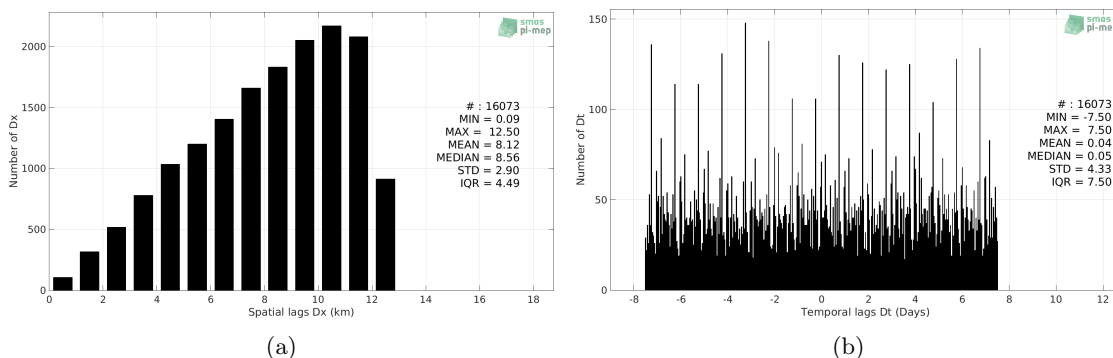 smos
pi-mep
Number of Dx
2000
1500
1000
500
0
# : 16073
MIN = 0.09
MAX = 12.50
MEAN = 8.12
MEDIAN = 8.56
STD = 2.90
IQR = 4.49
0 2 4 6 8 10 12 14 16 18
Spatial lags Dx (km)
(a)
smos
pi-mep
Number of Dt
150
100
50
0
# : 16073
MIN = -7.50
MAX = 7.50
MEAN = 0.04
MEDIAN = 0.05
STD = 4.33
IQR = 7.50
-8 -6 -4 -2 0 2 4 6 8 10 12
Temporal lags Dt (Days)
(b)